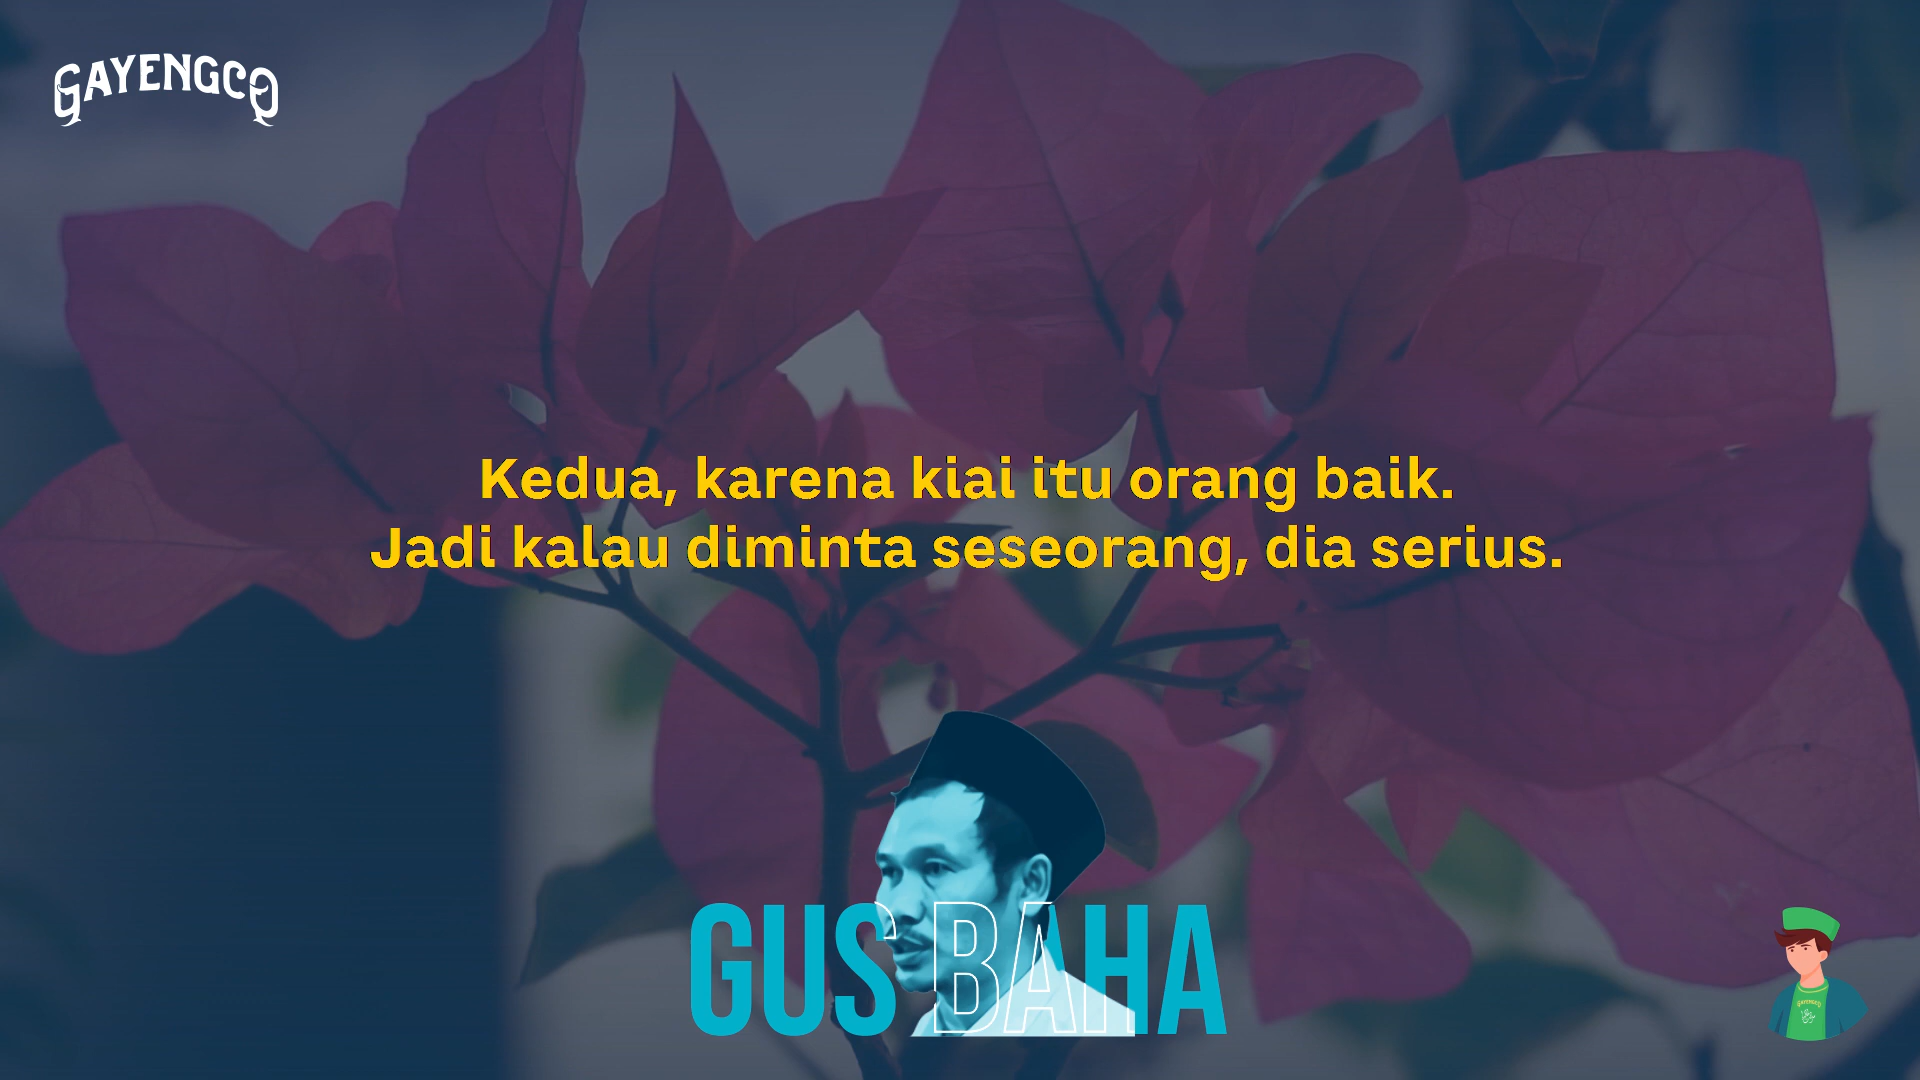 GAYENGCO
Kedua, karena kiai itu orang baik.
Jadi kalau diminta seseorang, dia serius.
GUS BAHA